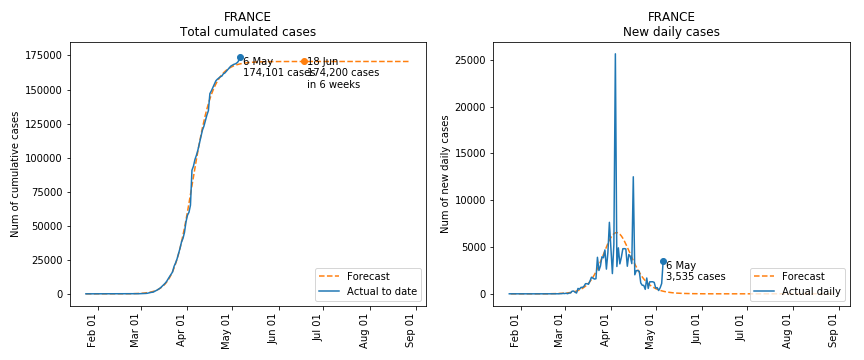 FRANCE
Total cumulated cases
175000
150000
125000
100000
75000
50000
25000
0
Num of cumulative cases
6 May
174,101 cases
18 Jun
174,200 cases
in 6 weeks
Forecast
Actual to date
Feb 01
Mar 01
Apr 01
May 01
Jun 01
Jul 01
Aug 01
Sep 01
FRANCE
New daily cases
25000
20000
15000
10000
5000
0
Num of new daily cases
6 May
3,535 cases
Forecast
Actual daily
Feb 01
Mar 01
Apr 01
May 01
Jun 01
Jul 01
Aug 01
Sep 01